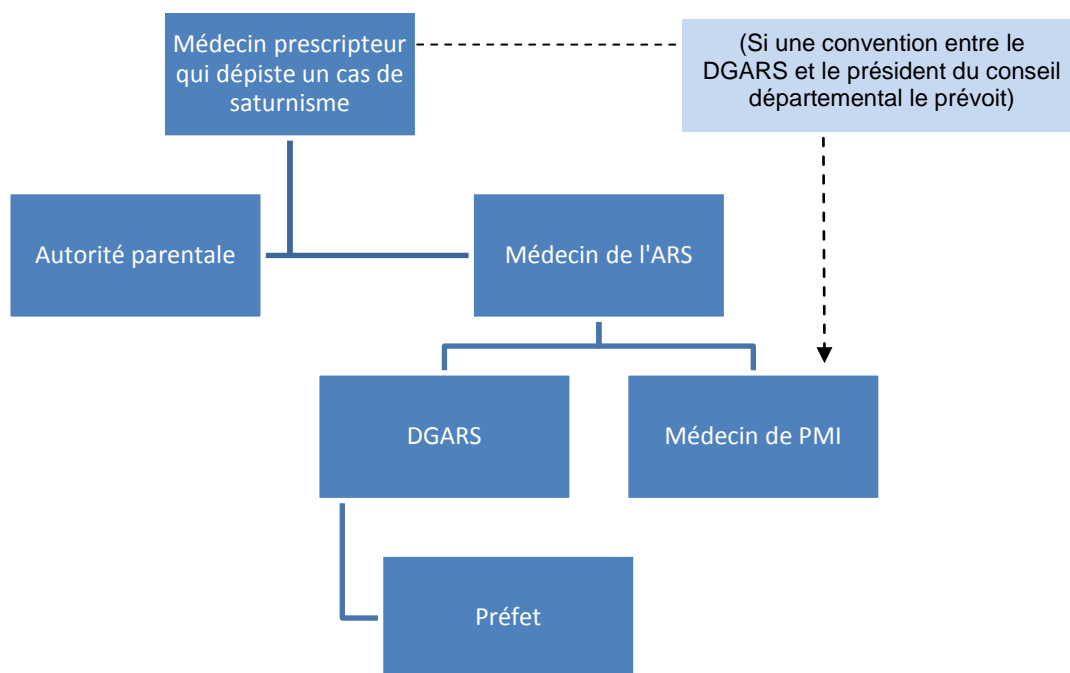 Médecin prescripteur
qui dépiste un cas de
saturnisme
(Si une convention entre le
DGARS et le président du conseil
départemental le prévoit)
Autorité parentale
Médecin de l'ARS
DGARS
Médecin de PMI
Préfet